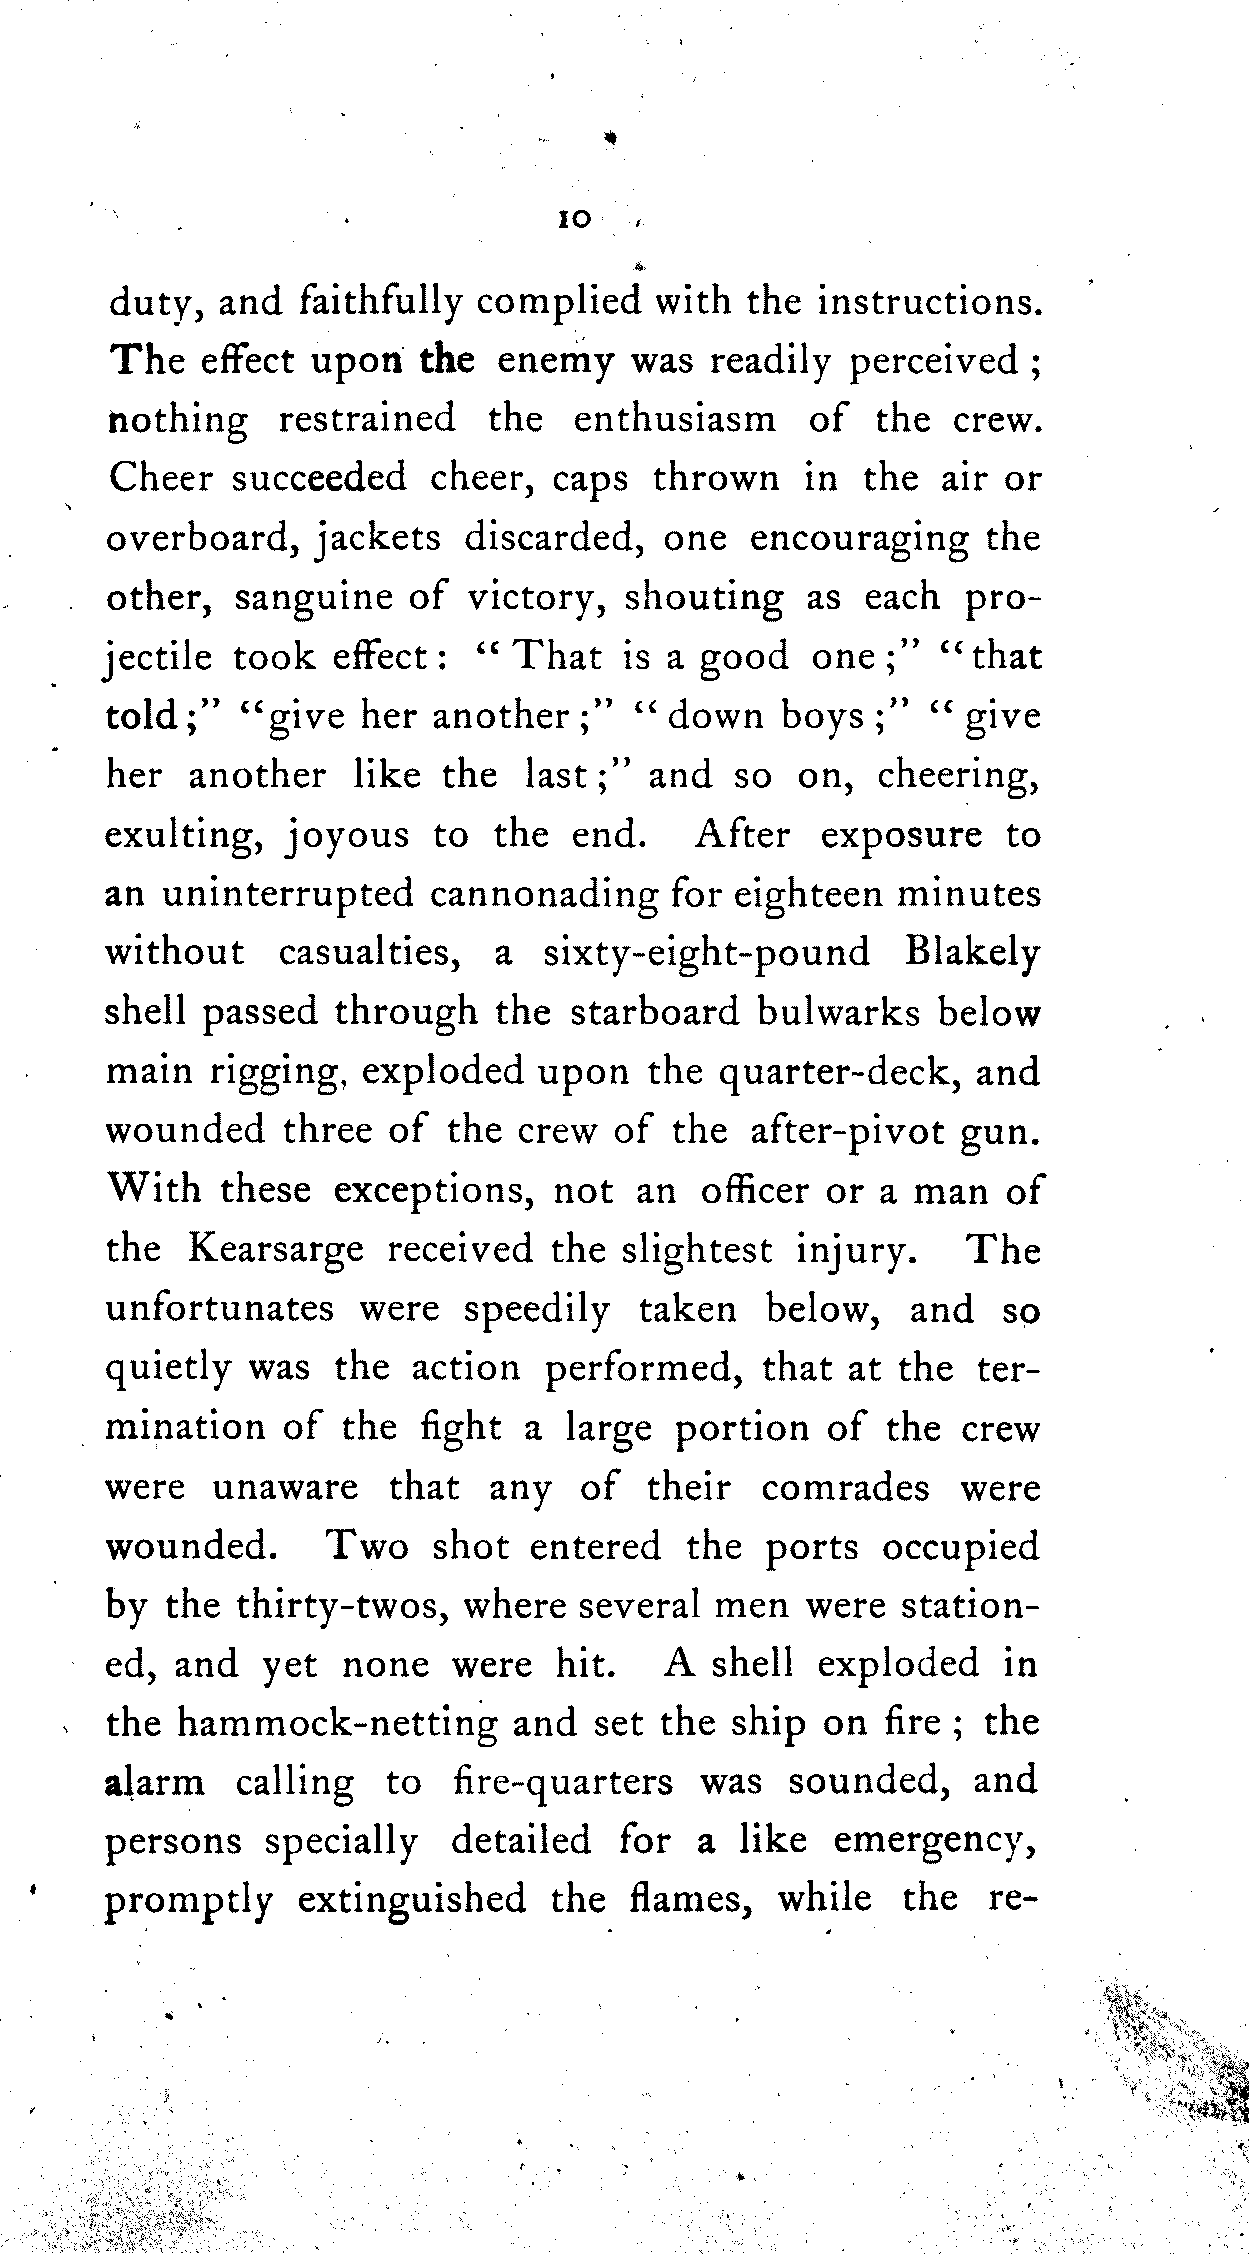 10
duty, and faithfully complied with the instructions.
The effect upon the enemy was readily perceived ;
nothing restrained the enthusiasm of the crew.
Cheer succeeded cheer, caps thrown in the air or
overboard, jackets discarded, one encouraging the
other, sanguine of victory, shouting as each pro-
jectile took effect : “ That is a good one ;” “ that
told ;” “give her another ;” “ down boys ;” “ give
her another like the last ;” and so on, cheering,
exulting, joyous to the end. After exposure to
an uninterrupted cannonading for eighteen minutes
without casualties, a sixty-eight-pound Blakely
shell passed through the starboard bulwarks below
main rigging, exploded upon the quarter-deck, and
wounded three of the crew of the after-pivot gun.
With these exceptions, not an officer or a man of
the Kearsarge received the slightest injury. The
unfortunates were speedily taken below, and so
quietly was the action performed, that at the ter-
mination of the fight a large portion of the crew
were unaware that any of their comrades were
wounded. Two shot entered the ports occupied
by the thirty-twos, where several men were station-
ed, and yet none were hit. A shell exploded in
the hammock-netting and set the ship on fire ; the
alarm calling to fire-quarters was sounded, and
persons specially detailed for a like emergency,
promptly extinguished the flames, while the re-